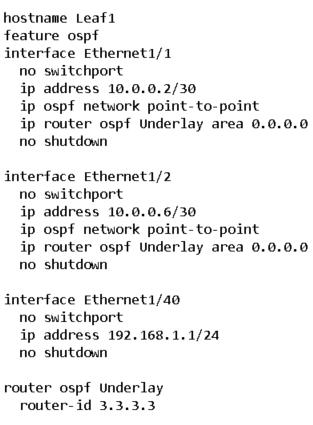 hostname Leaf1
feature ospf
interface Ethernet1/1
  no switchport
  ip address 10.0.0.2/30
  ip ospf network point-to-point
  ip router ospf Underlay area 0.0.0.0
  no shutdown

interface Ethernet1/2
  no switchport
  ip address 10.0.0.6/30
  ip ospf network point-to-point
  ip router ospf Underlay area 0.0.0.0
  no shutdown

interface Ethernet1/40
  no switchport
  ip address 192.168.1.1/24
  no shutdown

router ospf Underlay
  router-id 3.3.3.3